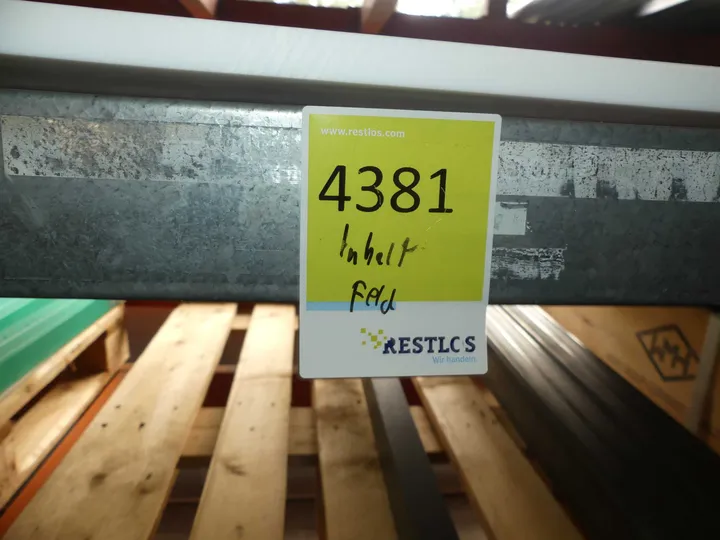 www.restlos.com
4381
Inhalt
Feld
RESTLOS
Wir handeln.